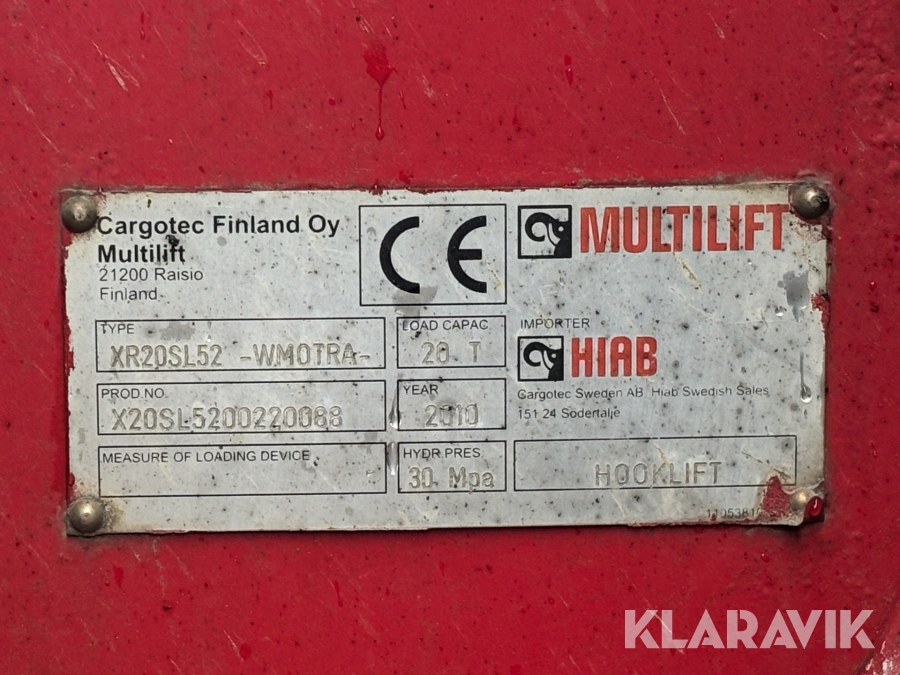 Cargotec Finland Oy
Multilift
21200 Raisio
Finland
CE
MULTILIFT
TYPE
XR20SL52 -WMOTRA-
LOAD CAPAC.
20 T
PROD.NO.
X20SL5200220088
YEAR
2010
MEASURE OF LOADING DEVICE
-
HYDR.PRES.
30 Mpa
IMPORTER
HIAB
Cargotec Sweden AB Hiab Swedish Sales
151 24 Sodertalje
HOOKLIFT
KLARAVIK